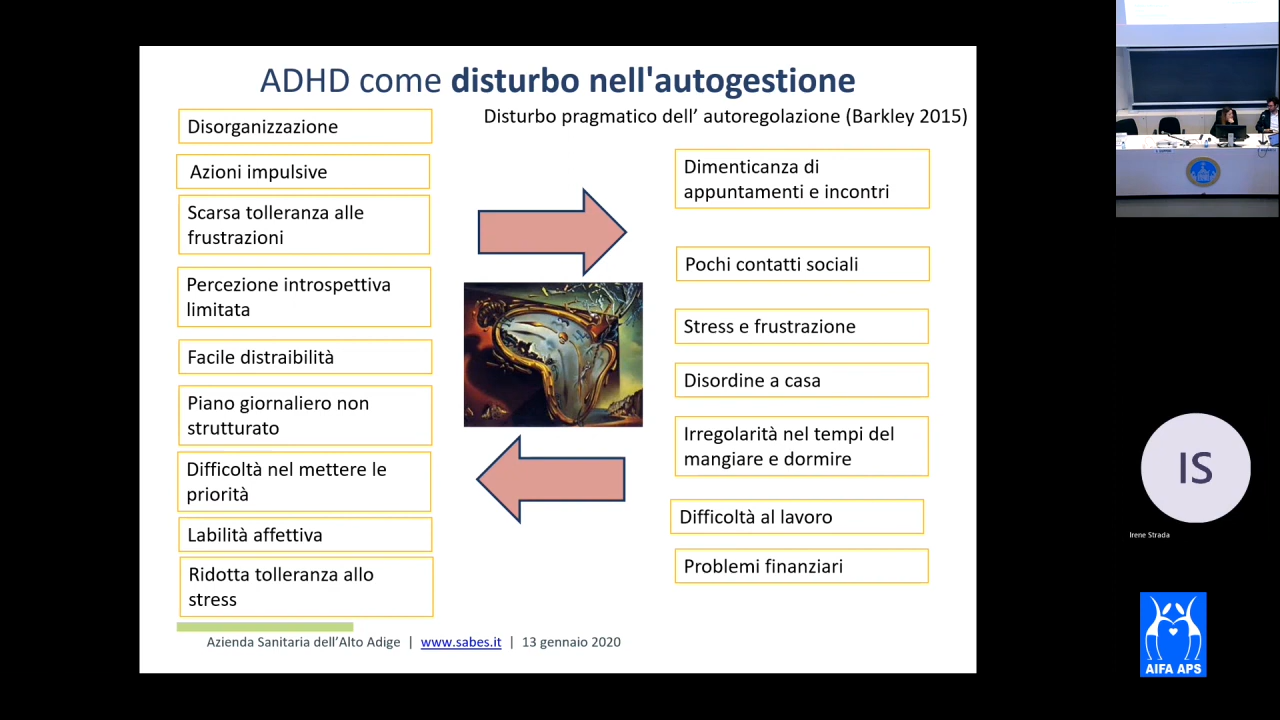 ADHD come disturbo nell'autogestione
Disturbo pragmatico dell' autoregolazione (Barkley 2015)
Disorganizzazione
Azioni impulsive
Scarsa tolleranza alle
frustrazioni
Percezione introspettiva
limitata
Facile distraibilità
Piano giornaliero non
strutturato
Difficoltà nel mettere le
priorità
Labilità affettiva
Ridotta tolleranza allo
stress
Dimenticanza di
appuntamenti e incontri
Pochi contatti sociali
Stress e frustrazione
Disordine a casa
Irregolarità nel tempi del
mangiare e dormire
Difficoltà al lavoro
Problemi finanziari
Azienda Sanitaria dell'Alto Adige | www.sabes.it | 13 gennaio 2020
IS
Irene Strada
AIFA APS